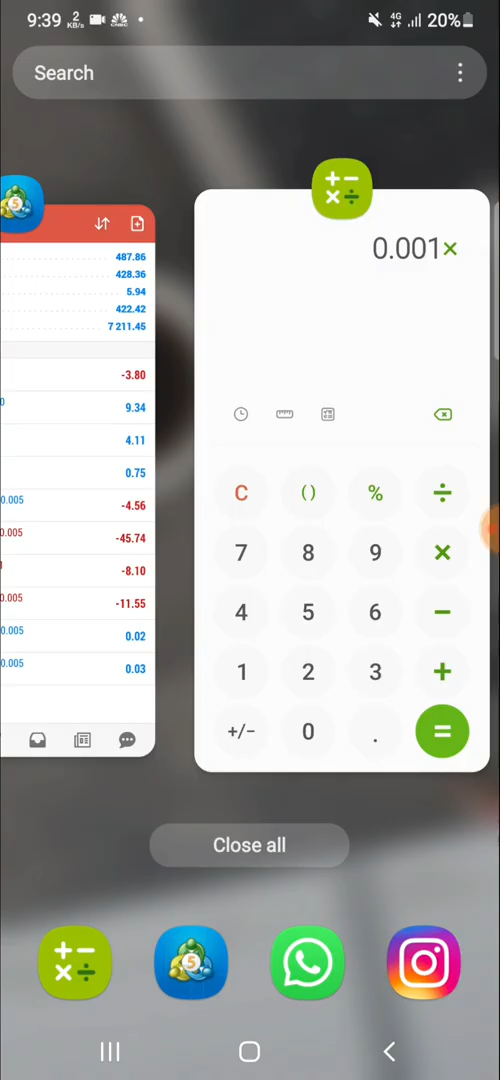 9:39 2 KB/s CNBC 4G 20%
Search
5
487.86
428.36
5.94
422.42
7 211.45
-3.80
9.34
4.11
0.75
0.005 -4.56
0.005 -45.74
-8.10
0.005 -11.55
0.005 0.02
0.005 0.03
0.001×
C () % ÷
7 8 9 ×
4 5 6 −
1 2 3 +
+/− 0 . =
Close all
5